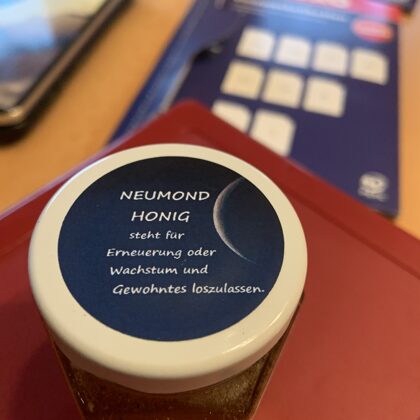 NEUMOND
HONIG
steht für
Erneuerung oder
Wachstum und
Gewohntes loszulassen.